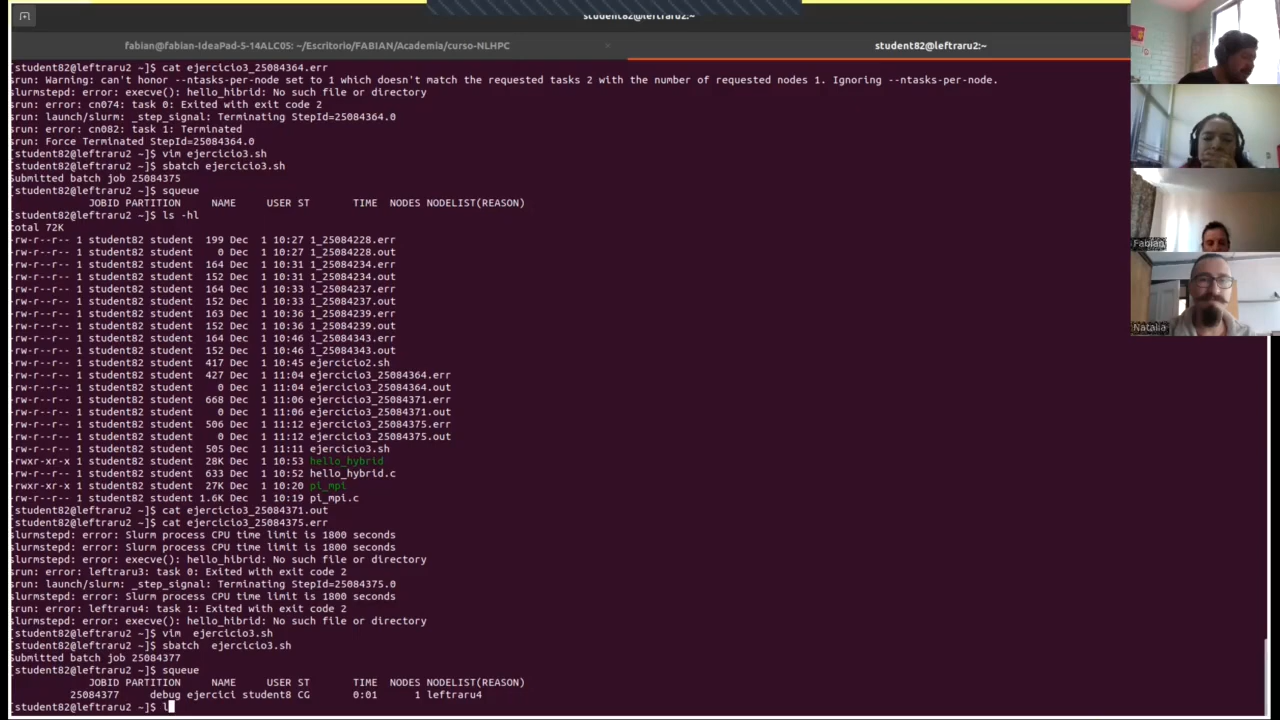 student82@leftraru2:~
fabian@fabian-IdeaPad-5-14ALC05: ~/Escritorio/FABIAN/Academia/curso-NLHPC × student82@leftraru2:~
[student82@leftraru2 ~]$ cat ejercicio3_25084364.err
srun: Warning: can't honor --ntasks-per-node set to 1 which doesn't match the requested tasks 2 with the number of requested nodes 1. Ignoring --ntasks-per-node.
slurmstepd: error: execve(): hello_hibrid: No such file or directory
srun: error: cn074: task 0: Exited with exit code 2
srun: launch/slurm: _step_signal: Terminating StepId=25084364.0
srun: error: cn082: task 1: Terminated
srun: Force Terminated StepId=25084364.0
[student82@leftraru2 ~]$ vim ejercicio3.sh
[student82@leftraru2 ~]$ sbatch ejercicio3.sh
Submitted batch job 25084375
[student82@leftraru2 ~]$ squeue
JOBID PARTITION NAME USER ST TIME NODES NODELIST(REASON)
[student82@leftraru2 ~]$ ls -hl
total 72K
-rw-r--r-- 1 student82 student 199 Dec 1 10:27 1_25084228.err
-rw-r--r-- 1 student82 student 0 Dec 1 10:27 1_25084228.out
-rw-r--r-- 1 student82 student 164 Dec 1 10:31 1_25084234.err
-rw-r--r-- 1 student82 student 152 Dec 1 10:31 1_25084234.out
-rw-r--r-- 1 student82 student 164 Dec 1 10:33 1_25084237.err
-rw-r--r-- 1 student82 student 152 Dec 1 10:33 1_25084237.out
-rw-r--r-- 1 student82 student 163 Dec 1 10:36 1_25084239.err
-rw-r--r-- 1 student82 student 152 Dec 1 10:36 1_25084239.out
-rw-r--r-- 1 student82 student 164 Dec 1 10:46 1_25084343.err
-rw-r--r-- 1 student82 student 152 Dec 1 10:46 1_25084343.out
-rw-r--r-- 1 student82 student 417 Dec 1 10:45 ejercicio2.sh
-rw-r--r-- 1 student82 student 427 Dec 1 11:04 ejercicio3_25084364.err
-rw-r--r-- 1 student82 student 0 Dec 1 11:04 ejercicio3_25084364.out
-rw-r--r-- 1 student82 student 668 Dec 1 11:06 ejercicio3_25084371.err
-rw-r--r-- 1 student82 student 0 Dec 1 11:06 ejercicio3_25084371.out
-rw-r--r-- 1 student82 student 506 Dec 1 11:12 ejercicio3_25084375.err
-rw-r--r-- 1 student82 student 0 Dec 1 11:12 ejercicio3_25084375.out
-rw-r--r-- 1 student82 student 505 Dec 1 11:11 ejercicio3.sh
-rwxr-xr-x 1 student82 student 28K Dec 1 10:53 hello_hybrid
-rw-r--r-- 1 student82 student 633 Dec 1 10:52 hello_hybrid.c
-rwxr-xr-x 1 student82 student 27K Dec 1 10:20 pi_mpi
-rw-r--r-- 1 student82 student 1.6K Dec 1 10:19 pi_mpi.c
[student82@leftraru2 ~]$ cat ejercicio3_25084371.out
[student82@leftraru2 ~]$ cat ejercicio3_25084375.err
slurmstepd: error: Slurm process CPU time limit is 1800 seconds
slurmstepd: error: Slurm process CPU time limit is 1800 seconds
slurmstepd: error: execve(): hello_hibrid: No such file or directory
srun: error: leftraru3: task 0: Exited with exit code 2
srun: launch/slurm: _step_signal: Terminating StepId=25084375.0
slurmstepd: error: Slurm process CPU time limit is 1800 seconds
srun: error: leftraru4: task 1: Exited with exit code 2
slurmstepd: error: execve(): hello_hibrid: No such file or directory
[student82@leftraru2 ~]$ vim  ejercicio3.sh
[student82@leftraru2 ~]$ sbatch  ejercicio3.sh
Submitted batch job 25084377
[student82@leftraru2 ~]$ squeue
JOBID PARTITION NAME USER ST TIME NODES NODELIST(REASON)
25084377 debug ejercici student8 CG 0:01 1 leftraru4
[student82@leftraru2 ~]$ l
Fabian
Natalia